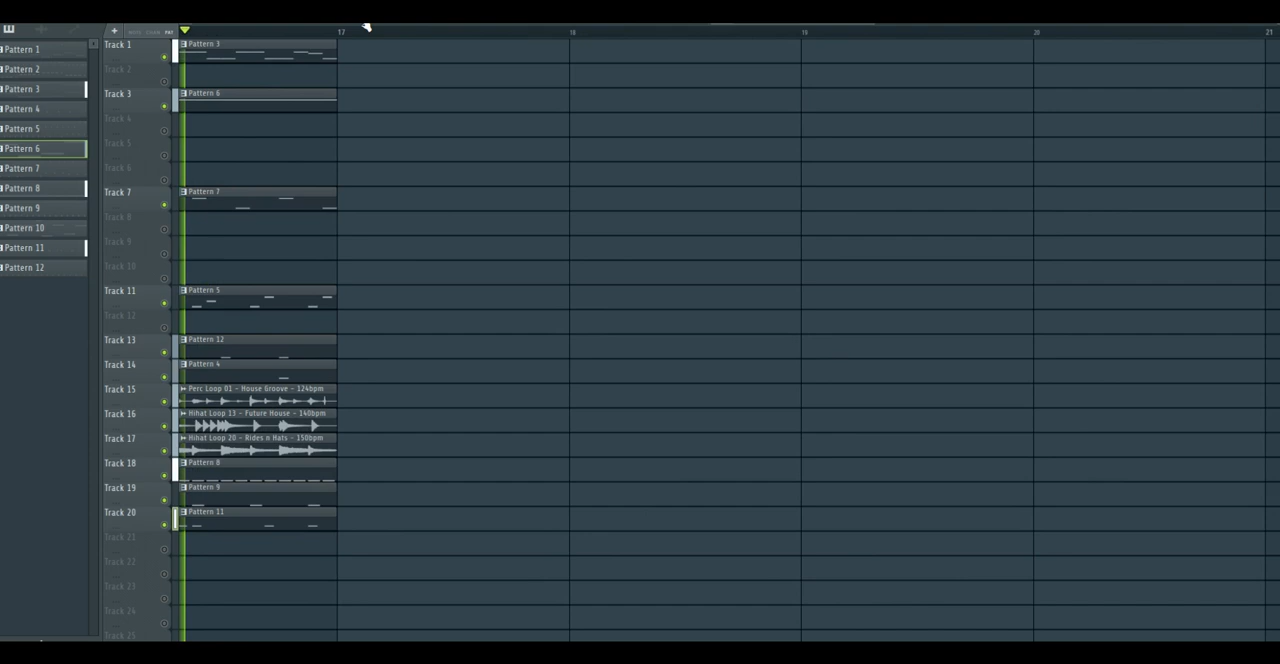 17 18 19 20 21
Pattern 1
Pattern 2
Pattern 3
Pattern 4
Pattern 5
Pattern 6
Pattern 7
Pattern 8
Pattern 9
Pattern 10
Pattern 11
Pattern 12
Track 1 Pattern 3
Track 2
Track 3 Pattern 6
Track 4
Track 5
Track 6
Track 7 Pattern 7
Track 8
Track 9
Track 10
Track 11 Pattern 5
Track 12
Track 13 Pattern 12
Track 14 Pattern 4
Track 15 Perc Loop 01 - House Groove - 124bpm
Track 16 Hihat Loop 13 - Future House - 140bpm
Track 17 Hihat Loop 20 - Rides n Hats - 150bpm
Track 18 Pattern 8
Track 19 Pattern 9
Track 20 Pattern 11
Track 21
Track 22
Track 23
Track 24
Track 25